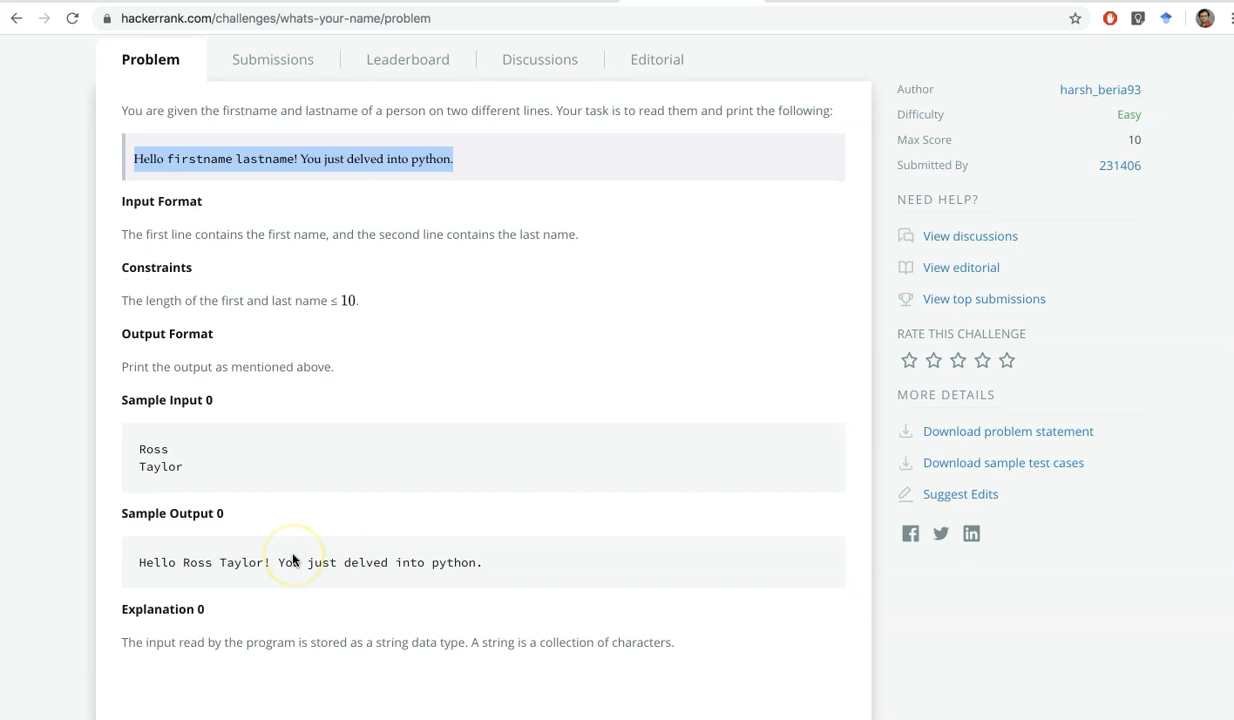 hackerrank.com/challenges/whats-your-name/problem
Problem
Submissions
Leaderboard
Discussions
Editorial
You are given the firstname and lastname of a person on two different lines. Your task is to read them and print the following:
Hello firstname lastname! You just delved into python.
Input Format
The first line contains the first name, and the second line contains the last name.
Constraints
The length of the first and last name ≤ 10.
Output Format
Print the output as mentioned above.
Sample Input 0
Ross
Taylor
Sample Output 0
Hello Ross Taylor! You just delved into python.
Explanation 0
The input read by the program is stored as a string data type. A string is a collection of characters.
Author harsh_beria93
Difficulty Easy
Max Score 10
Submitted By 231406
NEED HELP?
View discussions
View editorial
View top submissions
RATE THIS CHALLENGE
MORE DETAILS
Download problem statement
Download sample test cases
Suggest Edits